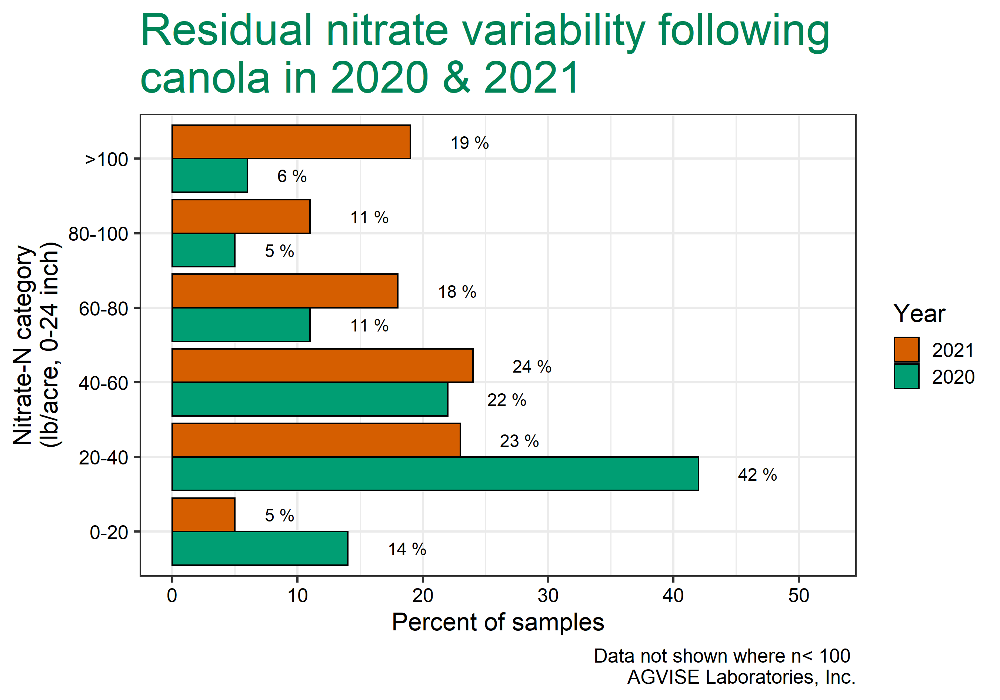 Residual nitrate variability following
canola in 2020 & 2021
Nitrate-N category
(lb/acre, 0-24 inch)
>100
19 %
6 %
80-100
11 %
5 %
60-80
18 %
11 %
40-60
24 %
22 %
20-40
23 %
42 %
0-20
5 %
14 %
0 10 20 30 40 50
Percent of samples
Year
2021
2020
Data not shown where n< 100
AGVISE Laboratories, Inc.